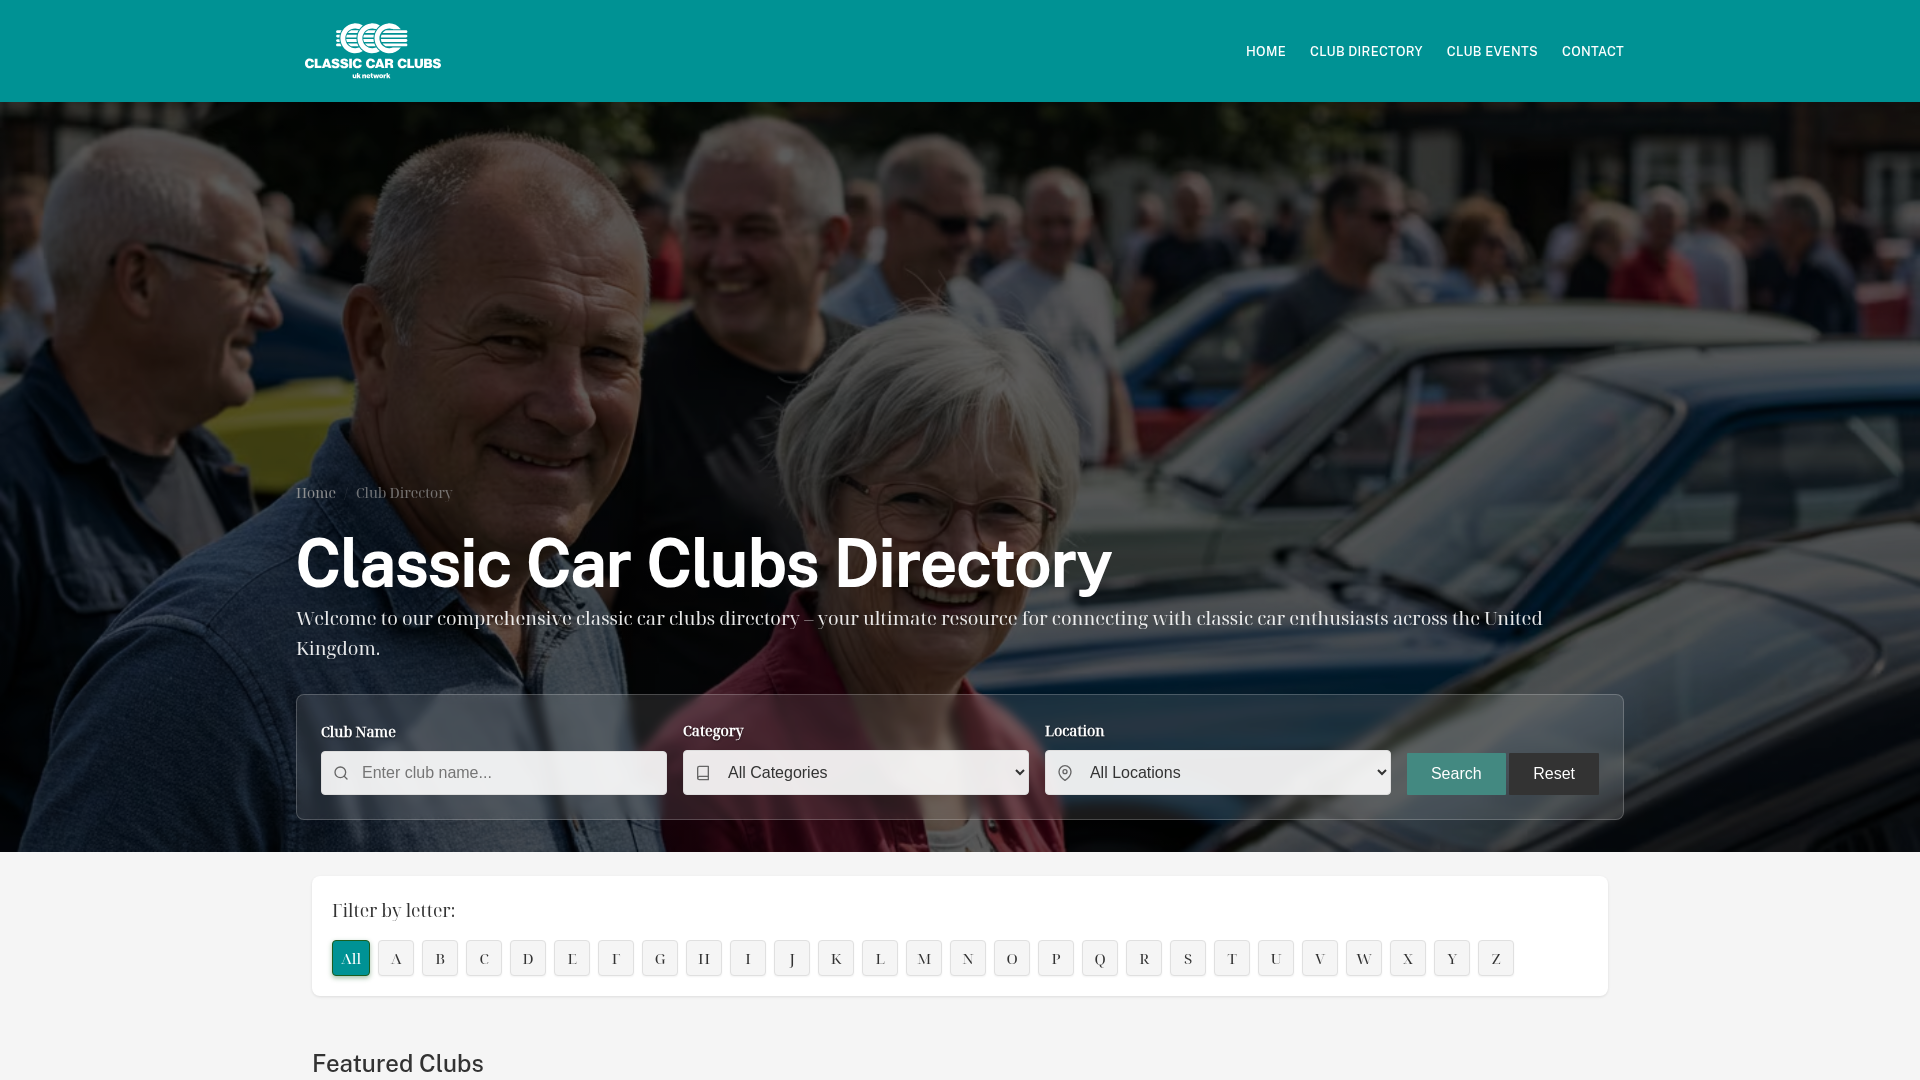 CLASSIC CAR CLUBS
uk network
HOME
CLUB DIRECTORY
CLUB EVENTS
CONTACT
Home / Club Directory
Classic Car Clubs Directory
Welcome to our comprehensive classic car clubs directory – your ultimate resource for connecting with classic car enthusiasts across the United
Kingdom.
Club Name
Enter club name...
Category
All Categories
Location
All Locations
Search
Reset
Filter by letter:
All A B C D E F G H I J K L M N O P Q R S T U V W X Y Z
Featured Clubs